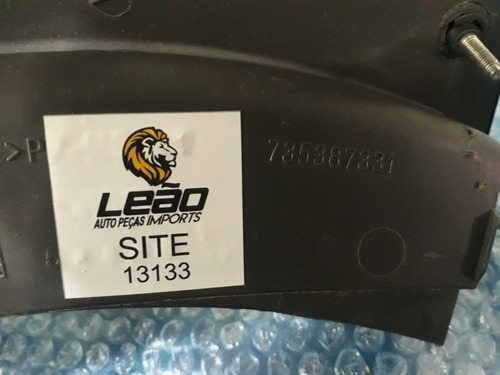 >P
735387331
LEÃO
AUTO PEÇAS IMPORTS
SITE
13133